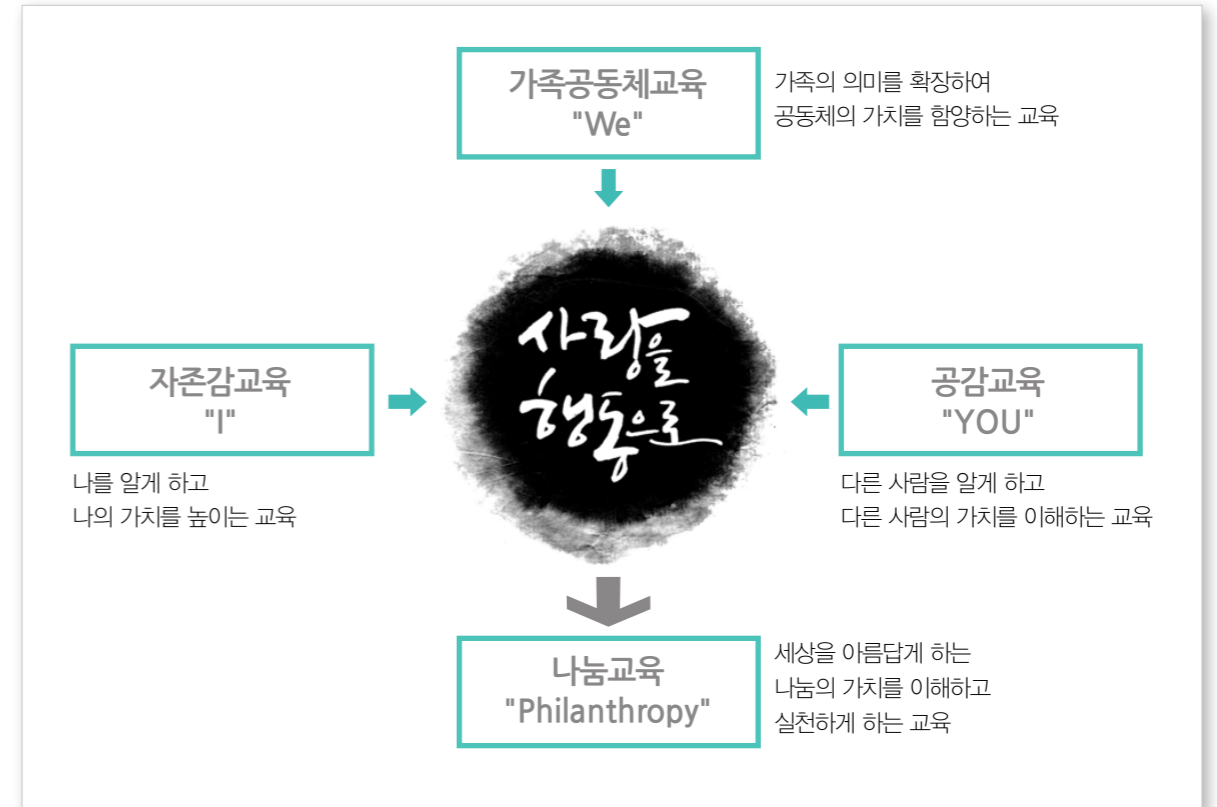 가족공동체교육
"We"
가족의 의미를 확장하여
공동체의 가치를 함양하는 교육
사랑을
행동으로
자존감교육
"I"
나를 알게 하고
나의 가치를 높이는 교육
공감교육
"YOU"
다른 사람을 알게 하고
다른 사람의 가치를 이해하는 교육
나눔교육
"Philanthropy"
세상을 아름답게 하는
나눔의 가치를 이해하고
실천하게 하는 교육